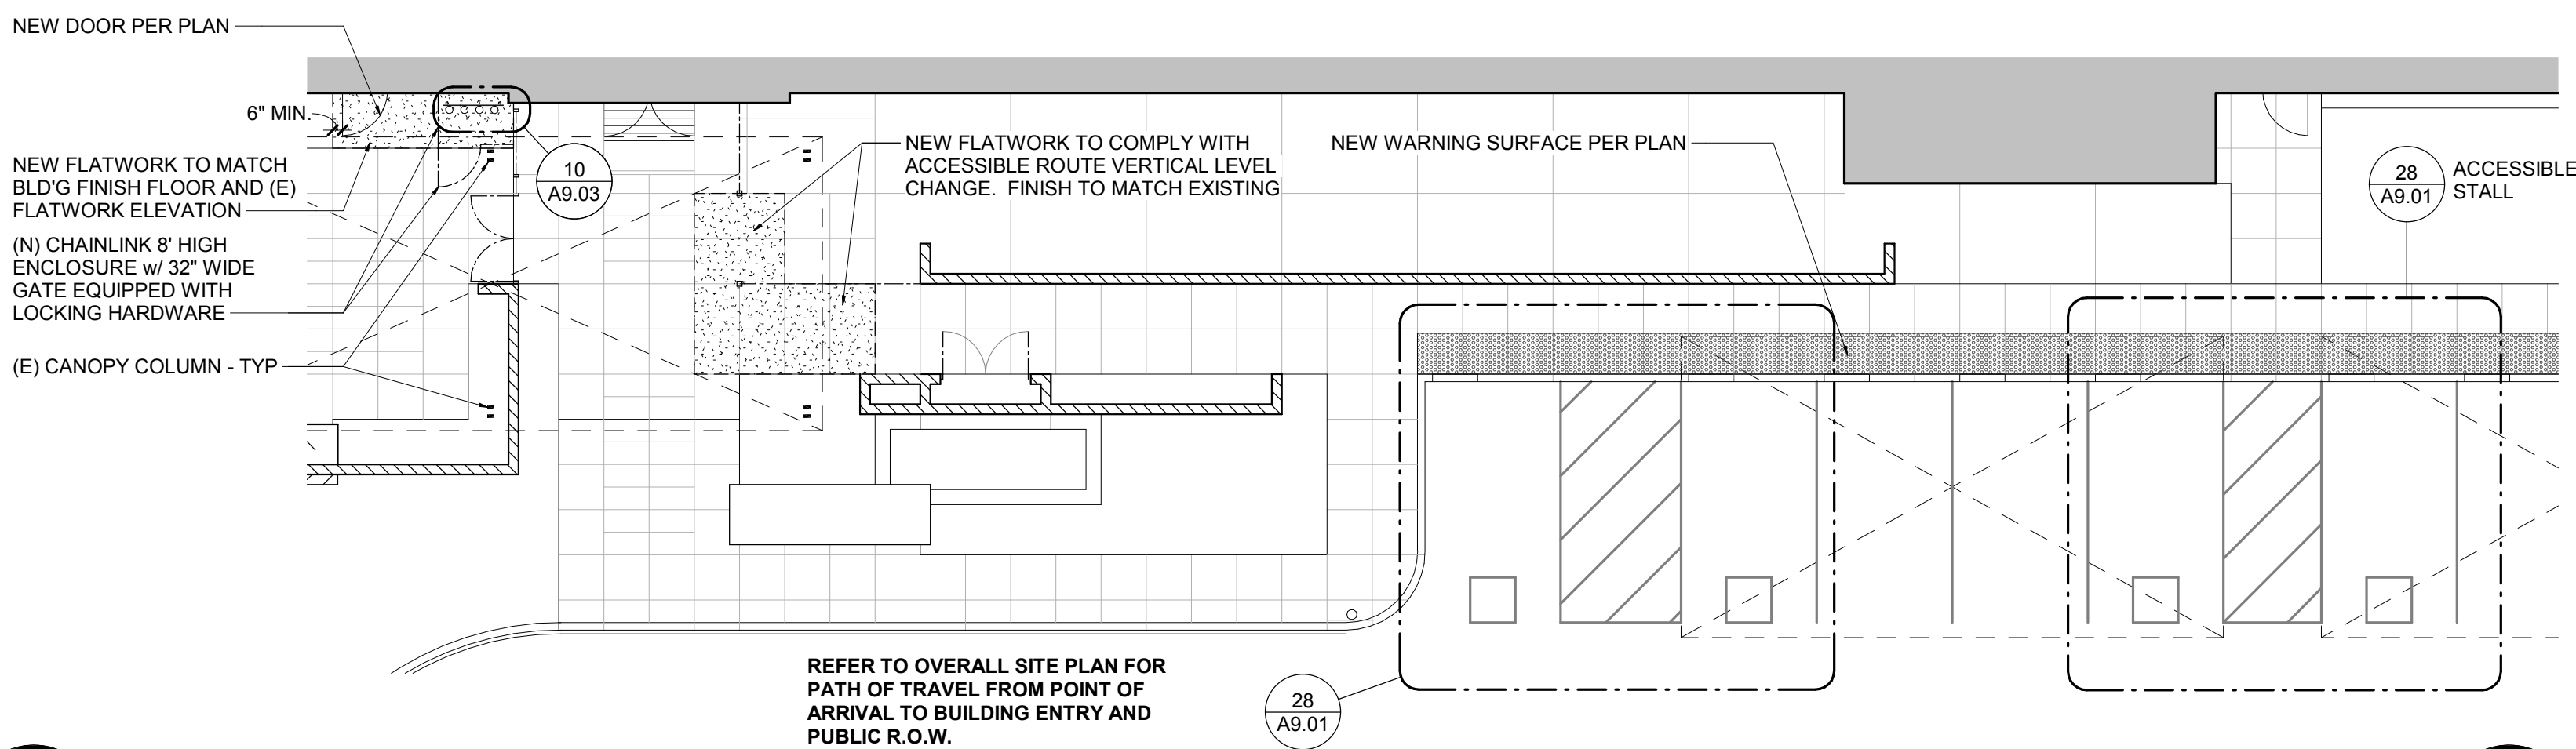 NEW DOOR PER PLAN
6" MIN.
NEW FLATWORK TO MATCH
BLD'G FINISH FLOOR AND (E)
FLATWORK ELEVATION
(N) CHAINLINK 8' HIGH
ENCLOSURE w/ 32" WIDE
GATE EQUIPPED WITH
LOCKING HARDWARE
(E) CANOPY COLUMN - TYP
10
A9.03
NEW FLATWORK TO COMPLY WITH
ACCESSIBLE ROUTE VERTICAL LEVEL
CHANGE.  FINISH TO MATCH EXISTING
NEW WARNING SURFACE PER PLAN
28
A9.01
ACCESSIBLE
STALL
REFER TO OVERALL SITE PLAN FOR
PATH OF TRAVEL FROM POINT OF
ARRIVAL TO BUILDING ENTRY AND
PUBLIC R.O.W.
28
A9.01